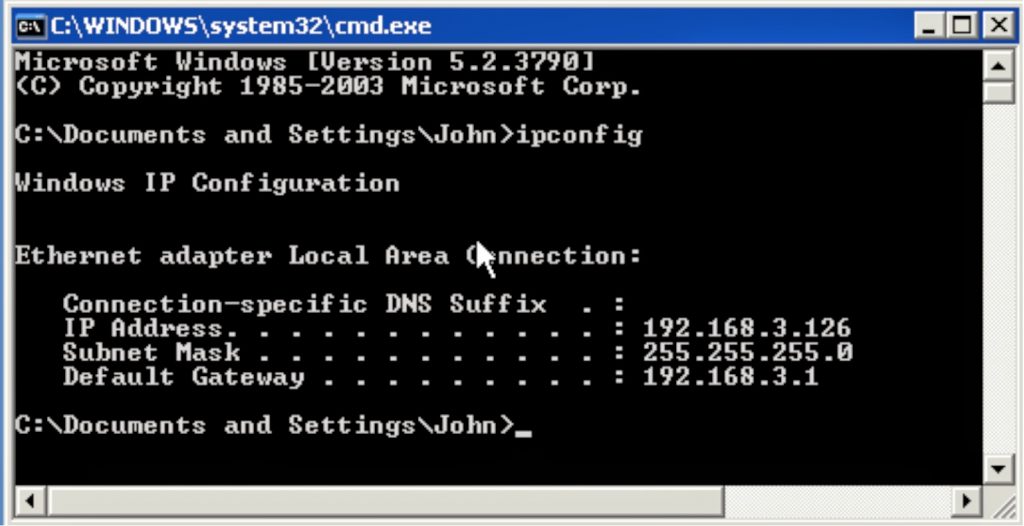 C:\WINDOWS\system32\cmd.exe
Microsoft Windows [Version 5.2.3790]
(C) Copyright 1985-2003 Microsoft Corp.
C:\Documents and Settings\John>ipconfig
Windows IP Configuration
Ethernet adapter Local Area Connection:
Connection-specific DNS Suffix  . :
IP Address. . . . . . . . . . . . : 192.168.3.126
Subnet Mask . . . . . . . . . . . : 255.255.255.0
Default Gateway . . . . . . . . . : 192.168.3.1
C:\Documents and Settings\John>_